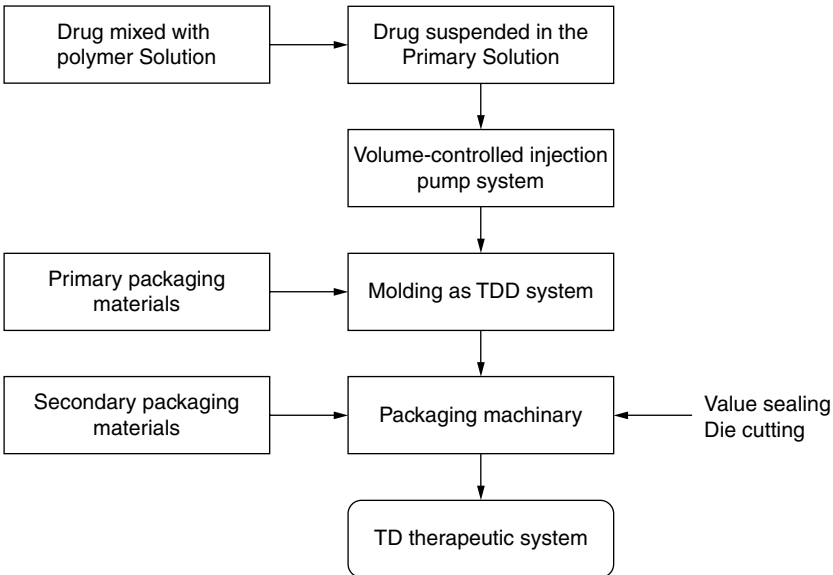 Drug mixed with
polymer Solution
Drug suspended in the
Primary Solution
Volume-controlled injection
pump system
Primary packaging
materials
Molding as TDD system
Secondary packaging
materials
Packaging machinary
Value sealing
Die cutting
TD therapeutic system